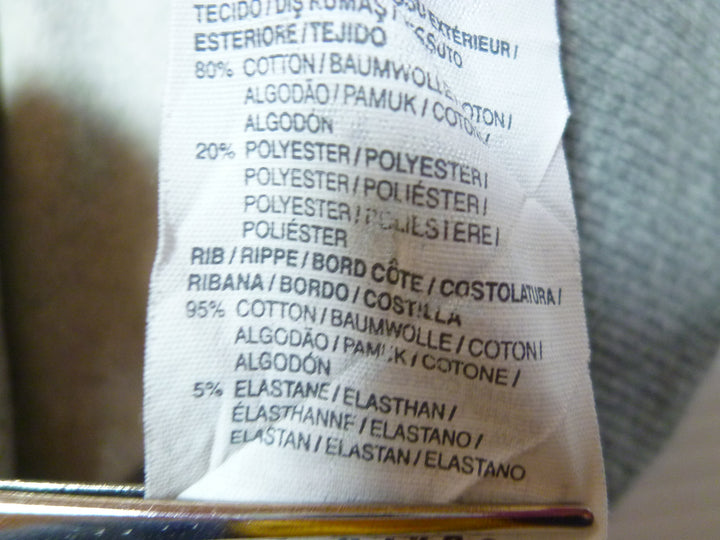 TECIDO / DIŞ KUMAŞ / EXTÉRIEUR /
ESTERIORE / TEJIDO
80% COTTON / BAUMWOLLE / COTON /
ALGODÃO / PAMUK / COTONE /
ALGODÓN
20% POLYESTER / POLYESTER /
POLYESTER / POLIÉSTER /
POLYESTER / POLIESTERE /
POLIÉSTER
RIB / RIPPE / BORD CÔTE / COSTOLATURA /
RIBANA / BORDO / COSTILLA
95% COTTON / BAUMWOLLE / COTON /
ALGODÃO / PAMUK / COTONE /
ALGODÓN
5% ELASTANE / ELASTHAN /
ÉLASTHANNE / ELASTANO /
ELASTAN / ELASTAN / ELASTANO